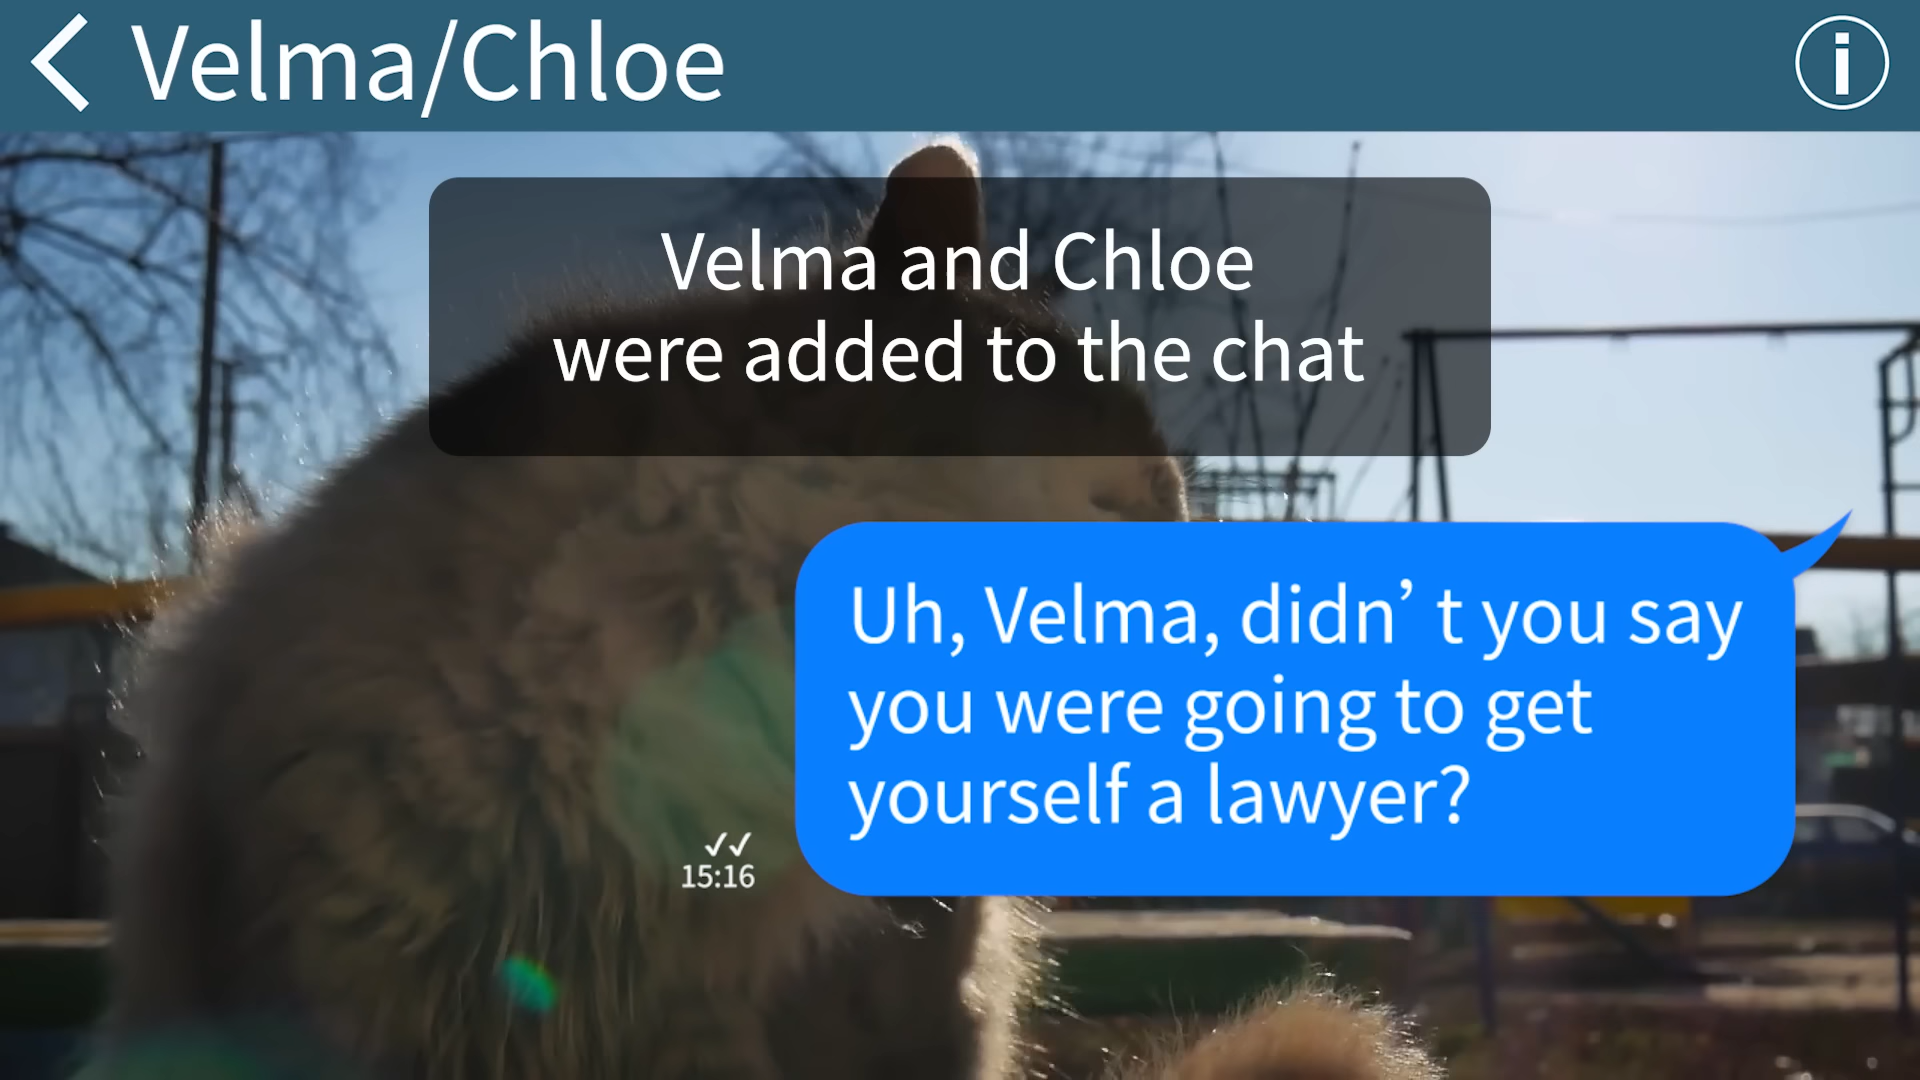 Velma/Chloe
Velma and Chloe
were added to the chat
Uh, Velma, didn’ t you say
you were going to get
yourself a lawyer?
15:16